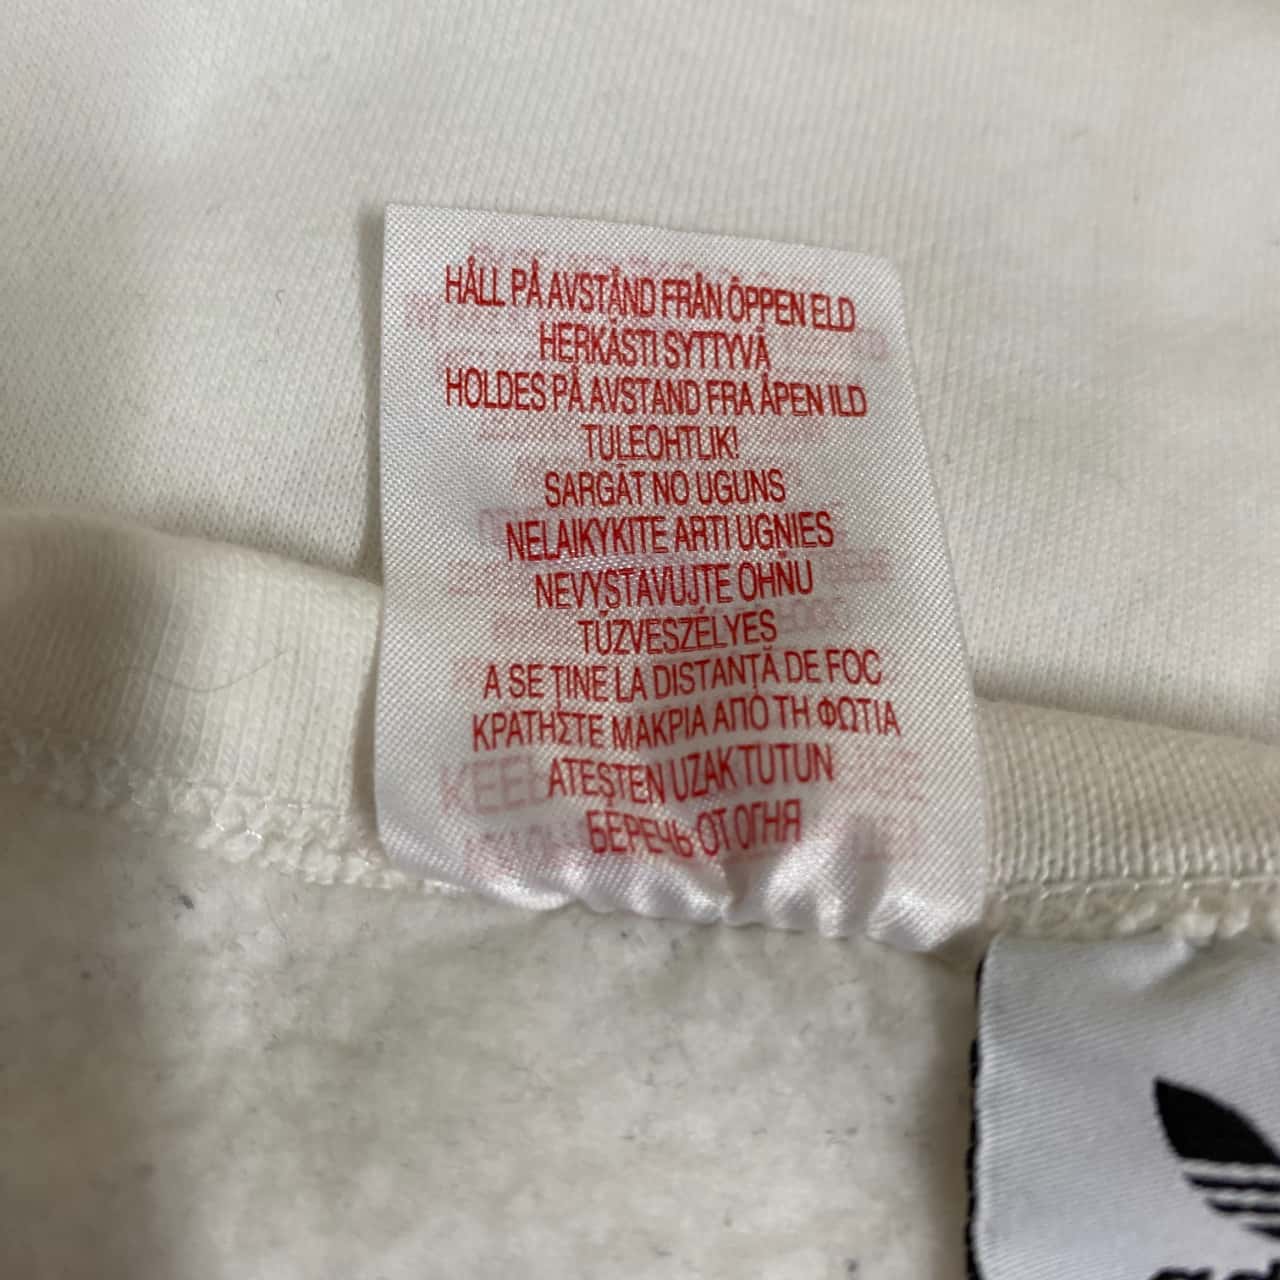 HÅLL PÅ AVSTÅND FRÅN ÖPPEN ELD
HERKÄSTI SYTTYVÄ
HOLDES PÅ AVSTAND FRA ÅPEN ILD
TULEOHTLIK!
SARGĀT NO UGUNS
NELAIKYKITE ARTI UGNIES
NEVYSTAVUJTE OHŇU
TŰZVESZÉLYES
A SE ȚINE LA DISTANȚĂ DE FOC
ΚΡΑΤΗΣΤΕ ΜΑΚΡΙΑ ΑΠΟ ΤΗ ΦΩΤΙΑ
ATEŞTEN UZAK TUTUN
БЕРЕЧЬ ОТ ОГНЯ